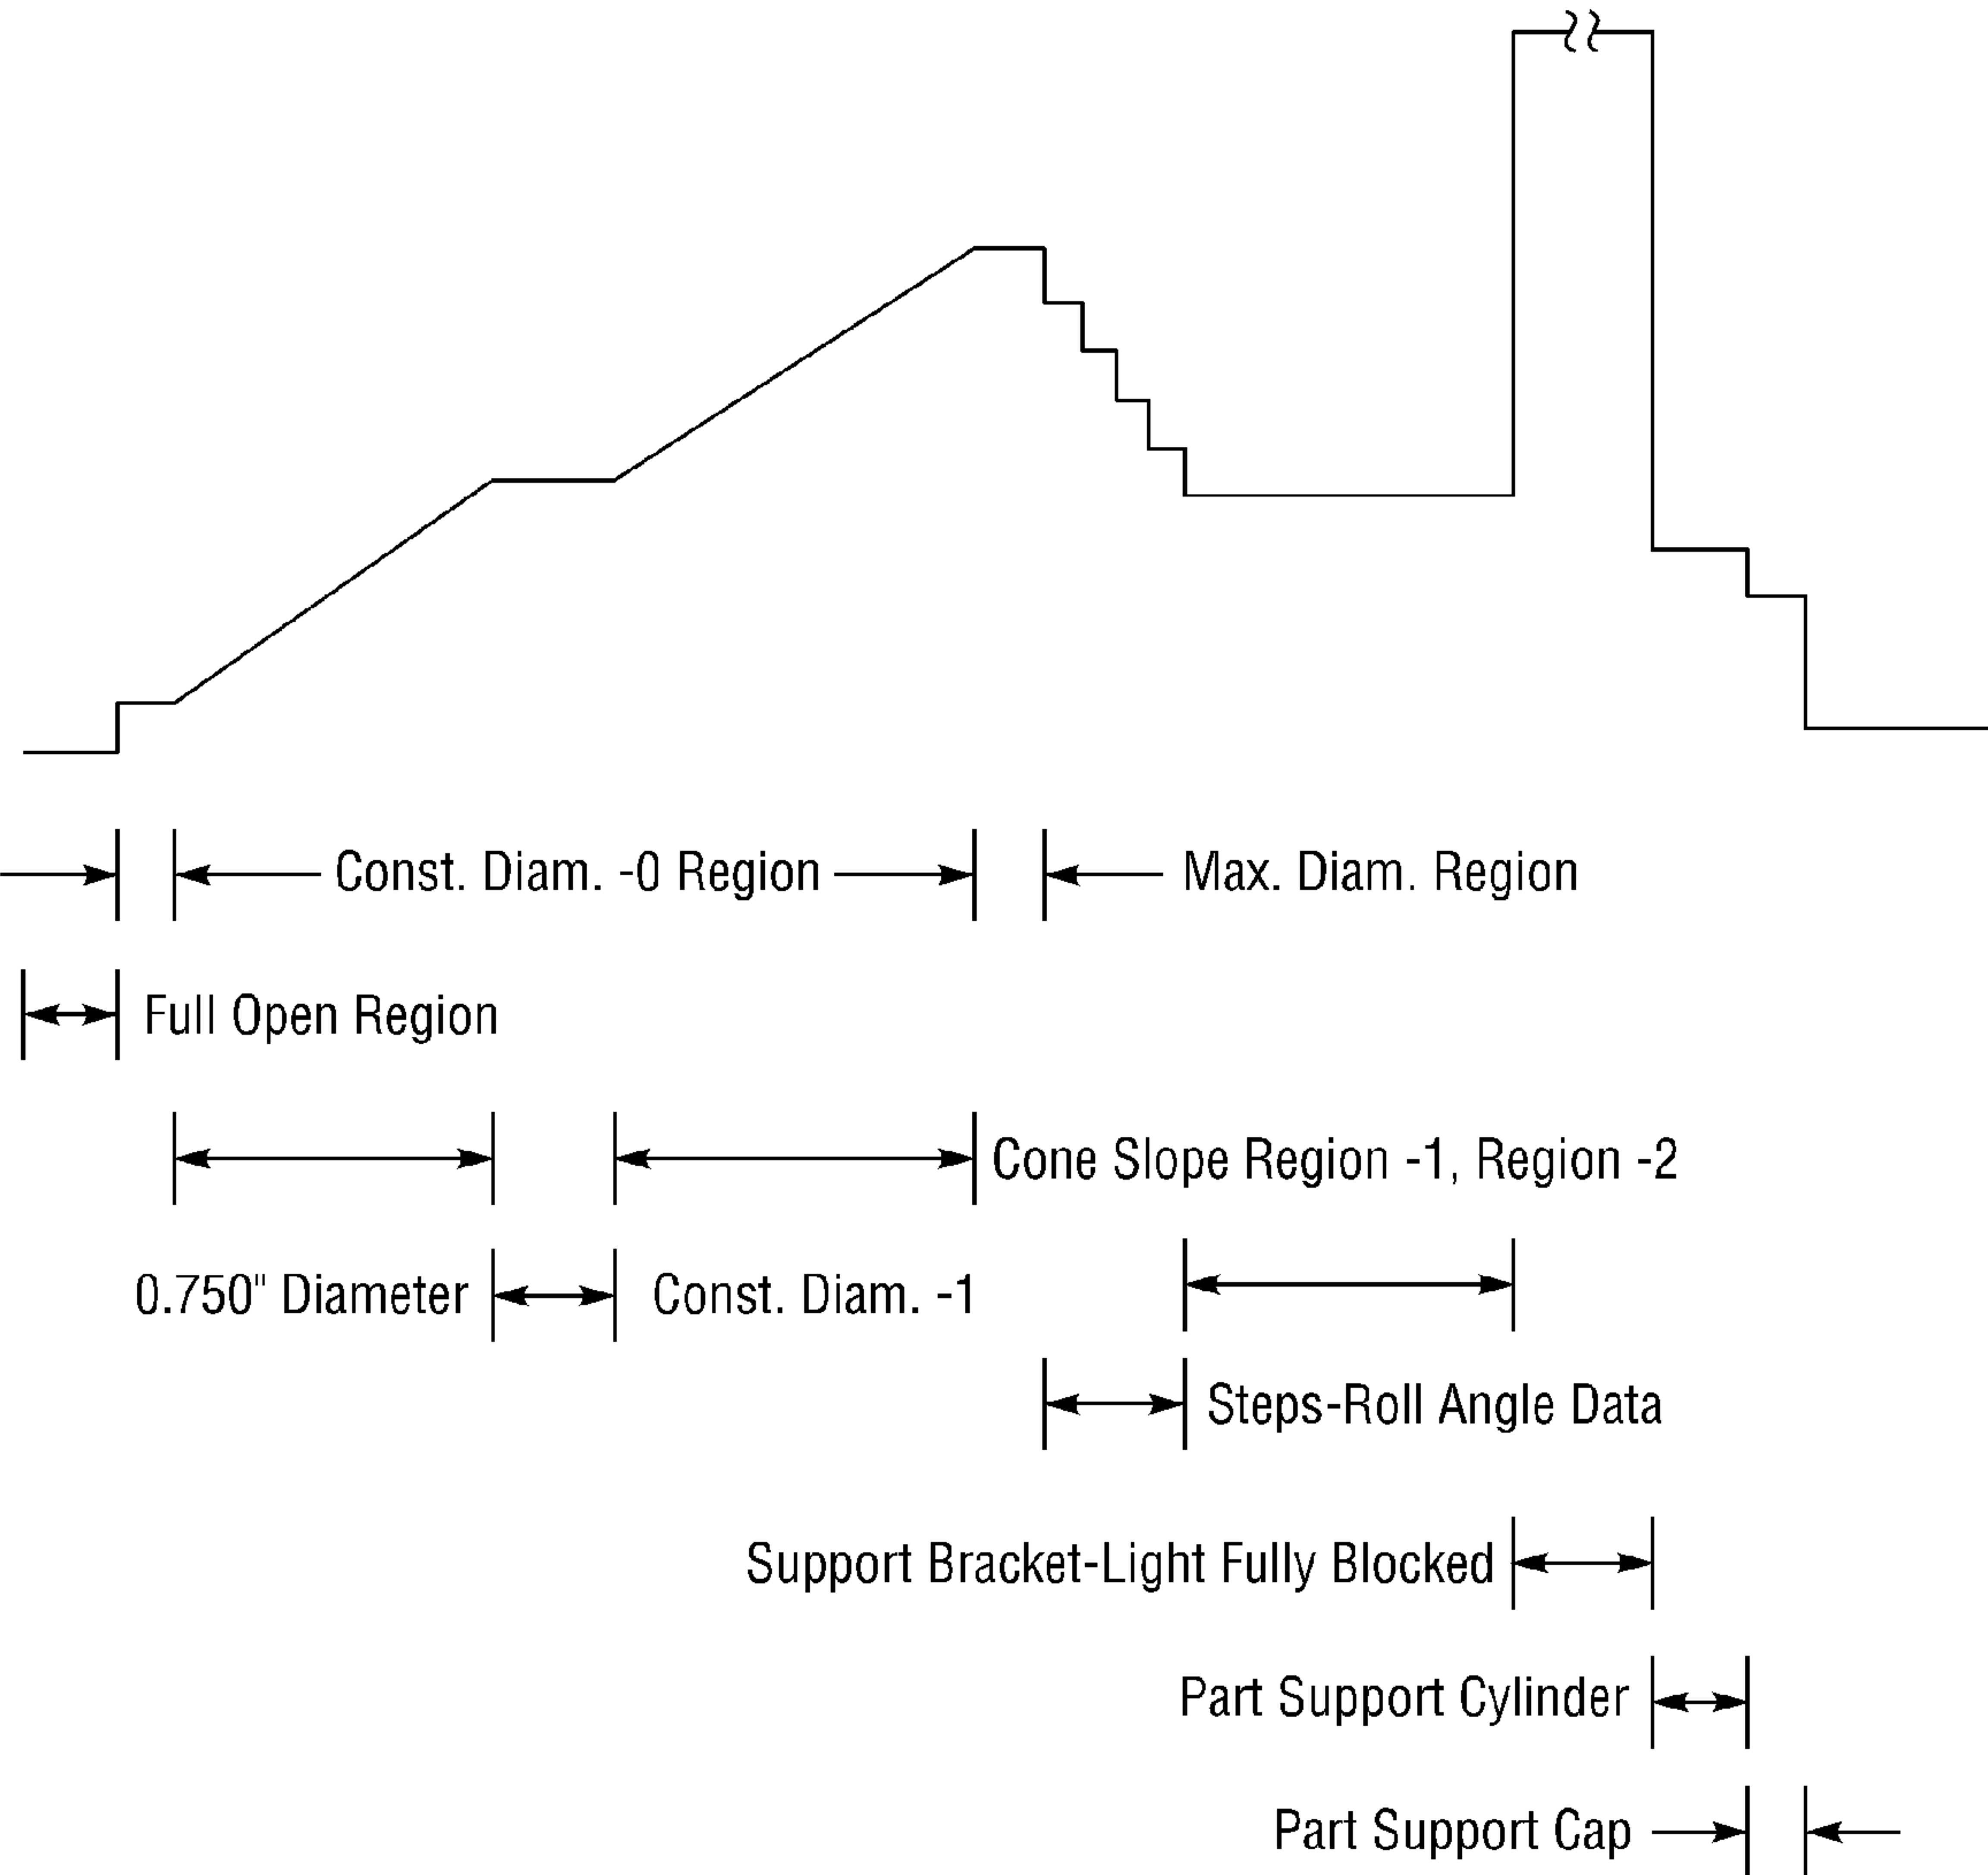 Const. Diam. -0 Region
Max. Diam. Region
Full Open Region
Cone Slope Region -1, Region -2
0.750" Diameter
Const. Diam. -1
Steps-Roll Angle Data
Support Bracket-Light Fully Blocked
Part Support Cylinder
Part Support Cap